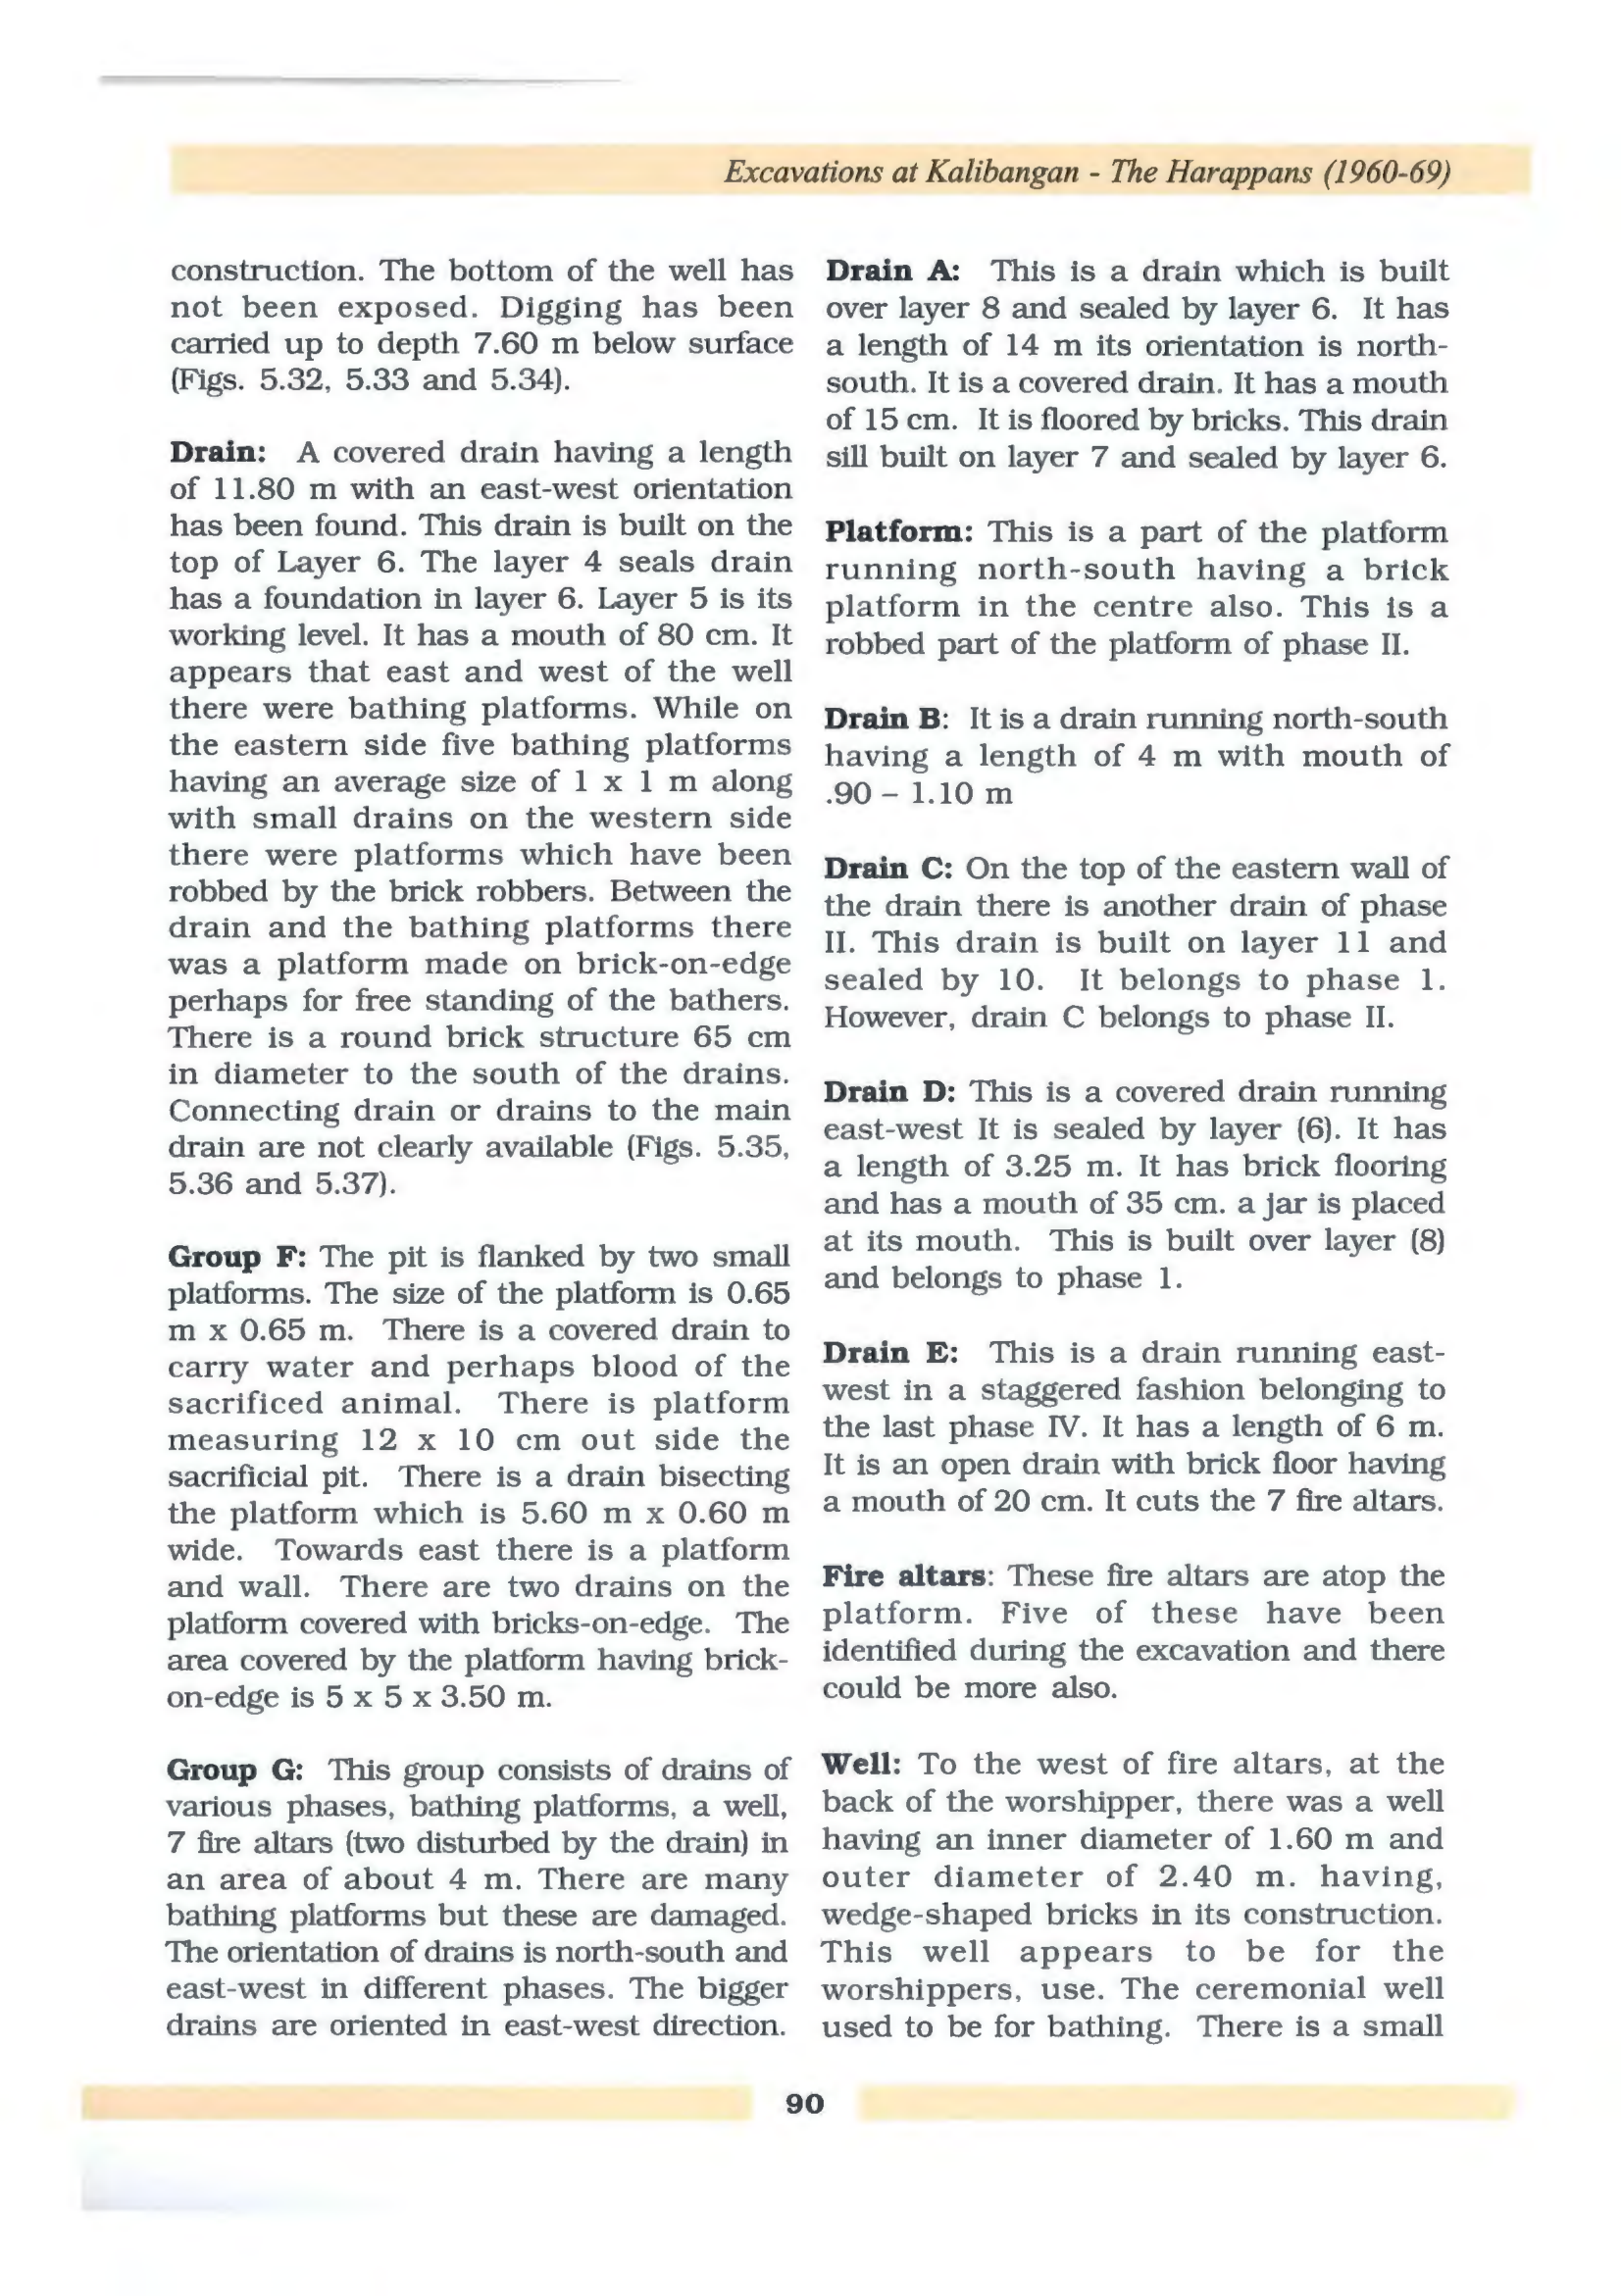 Excavations at Kalibangan - The Harappans (1960-69)
construction. The bottom of the well has
not been exposed. Digging has been
carried up to depth 7.60 m below surface
(Figs. 5.32, 5.33 and 5.34).
Drain: A covered drain having a length
of 11.80 m with an east-west orientation
has been found. This drain is built on the
top of Layer 6. The layer 4 seals drain
has a foundation in layer 6. Layer 5 is its
working level. It has a mouth of 80 cm. It
appears that east and west of the well
there were bathing platforms. While on
the eastern side five bathing platforms
having an average size of 1 x 1 m along
with small drains on the western side
there were platforms which have been
robbed by the brick robbers. Between the
drain and the bathing platforms there
was a platform made on brick-on-edge
perhaps for free standing of the bathers.
There is a round brick structure 65 cm
in diameter to the south of the drains.
Connecting drain or drains to the main
drain are not clearly available (Figs. 5.35,
5.36 and 5.37).
Group F: The pit is flanked by two small
platforms. The size of the platform is 0.65
m x 0.65 m. There is a covered drain to
carry water and perhaps blood of the
sacrificed animal. There is platform
measuring 12 x 10 cm out side the
sacrificial pit. There is a drain bisecting
the platform which is 5.60 m x 0.60 m
wide. Towards east there is a platform
and wall. There are two drains on the
platform covered with bricks-on-edge. The
area covered by the platform having brick-
on-edge is 5 x 5 x 3.50 m.
Group G: This group consists of drains of
various phases, bathing platforms, a well,
7 fire altars (two disturbed by the drain) in
an area of about 4 m. There are many
bathing platforms but these are damaged.
The orientation of drains is north-south and
east-west in different phases. The bigger
drains are oriented in east-west direction.
Drain A: This is a drain which is built
over layer 8 and sealed by layer 6. It has
a length of 14 m its orientation is north-
south. It is a covered drain. It has a mouth
of 15 cm. It is floored by bricks. This drain
sill built on layer 7 and sealed by layer 6.
Platform: This is a part of the platform
running north-south having a brick
platform in the centre also. This is a
robbed part of the platform of phase II.
Drain B: It is a drain running north-south
having a length of 4 m with mouth of
.90 – 1.10 m
Drain C: On the top of the eastern wall of
the drain there is another drain of phase
II. This drain is built on layer 11 and
sealed by 10. It belongs to phase 1.
However, drain C belongs to phase II.
Drain D: This is a covered drain running
east-west It is sealed by layer (6). It has
a length of 3.25 m. It has brick flooring
and has a mouth of 35 cm. a jar is placed
at its mouth. This is built over layer (8)
and belongs to phase 1.
Drain E: This is a drain running east-
west in a staggered fashion belonging to
the last phase IV. It has a length of 6 m.
It is an open drain with brick floor having
a mouth of 20 cm. It cuts the 7 fire altars.
Fire altars: These fire altars are atop the
platform. Five of these have been
identified during the excavation and there
could be more also.
Well: To the west of fire altars, at the
back of the worshipper, there was a well
having an inner diameter of 1.60 m and
outer diameter of 2.40 m. having,
wedge-shaped bricks in its construction.
This well appears to be for the
worshippers, use. The ceremonial well
used to be for bathing. There is a small
90